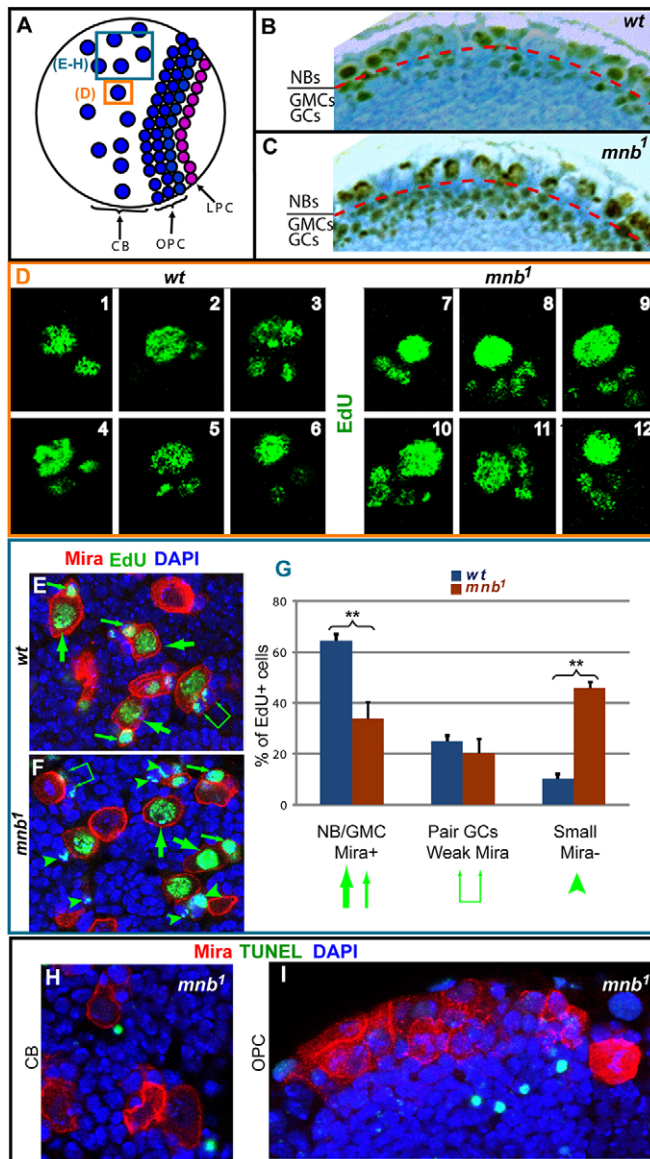 A
(E-H)
(D)
CB
OPC
LPC
B
wt
NBs
GMCs
GCs
C
mnb1
NBs
GMCs
GCs
D
wt
mnb1
1
2
3
7
8
9
EdU
4
5
6
10
11
12
Mira EdU DAPI
E
wt
F
mnb1
G
wt
mnb1
**
**
% of EdU+ cells
80
60
40
20
0
NB/GMC
Mira+
Pair GCs
Weak Mira
Small
Mira-
Mira TUNEL DAPI
H
mnb1
CB
I
mnb1
OPC